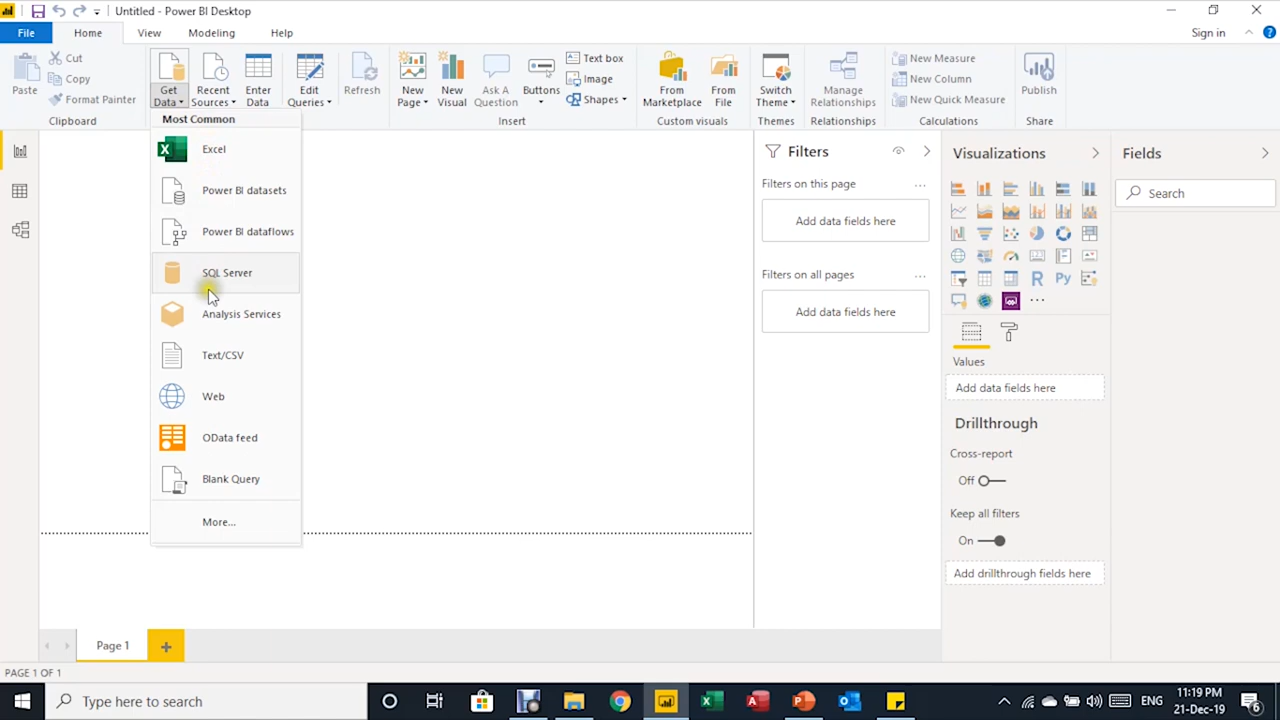 Untitled - Power BI Desktop
File
Home
View
Modeling
Help
Sign in
Paste
Cut
Copy
Format Painter
Clipboard
Get
Data
Recent
Sources
Enter
Data
Edit
Queries
Refresh
New
Page
New
Visual
Ask A
Question
Buttons
Text box
Image
Shapes
Insert
From
Marketplace
From
File
Custom visuals
Switch
Theme
Themes
Manage
Relationships
Relationships
New Measure
New Column
New Quick Measure
Calculations
Publish
Share
Most Common
Excel
Power BI datasets
Power BI dataflows
SQL Server
Analysis Services
Text/CSV
Web
OData feed
Blank Query
More...
Filters
Filters on this page
...
Add data fields here
Filters on all pages
...
Add data fields here
Visualizations
R
Py
...
Values
Add data fields here
Drillthrough
Cross-report
Off
Keep all filters
On
Add drillthrough fields here
Fields
Search
Page 1
+
PAGE 1 OF 1
Type here to search
ENG
11:19 PM
21-Dec-19
6